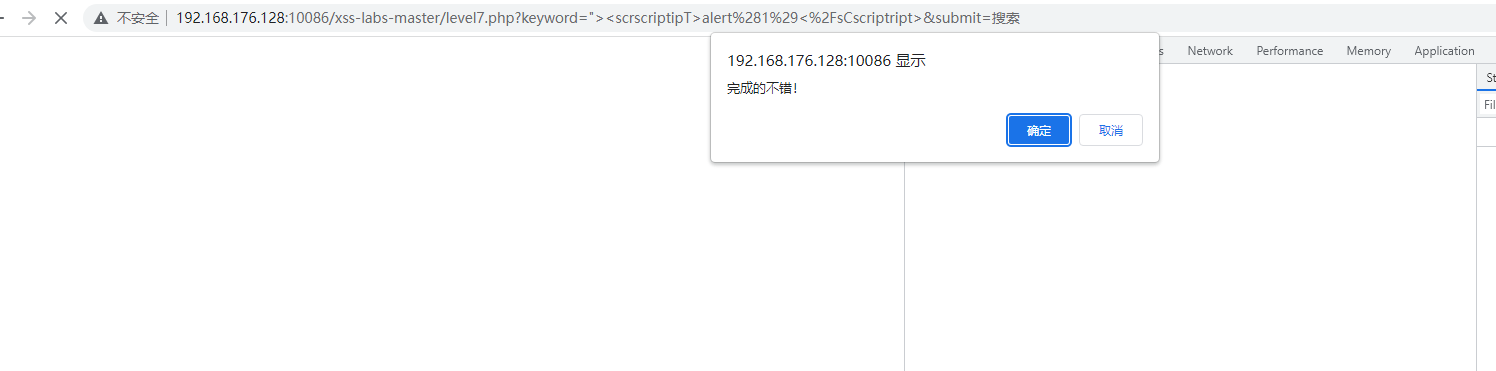 不安全 192.168.176.128:10086/xss-labs-master/level7.php?keyword="><scrscriptipT>alert%281%29<%2FsCscriptript>&submit=搜索
192.168.176.128:10086 显示
完成的不错!
确定 取消
s Network Performance Memory Application
St
Fil